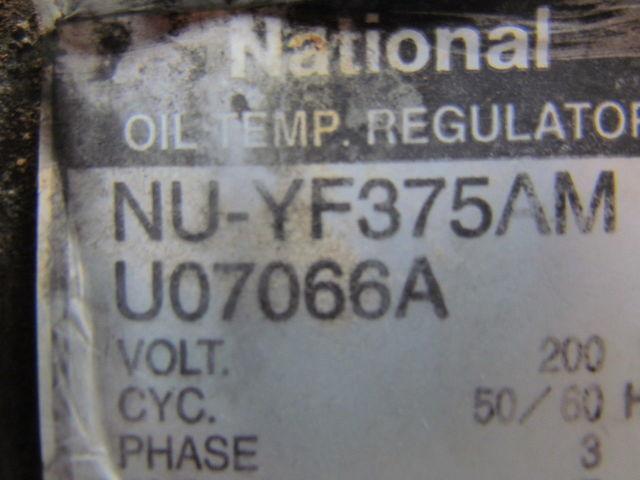 National
OIL TEMP. REGULATOR
NU-YF375AM
U07066A
VOLT. 200
CYC. 50/60 H
PHASE 3